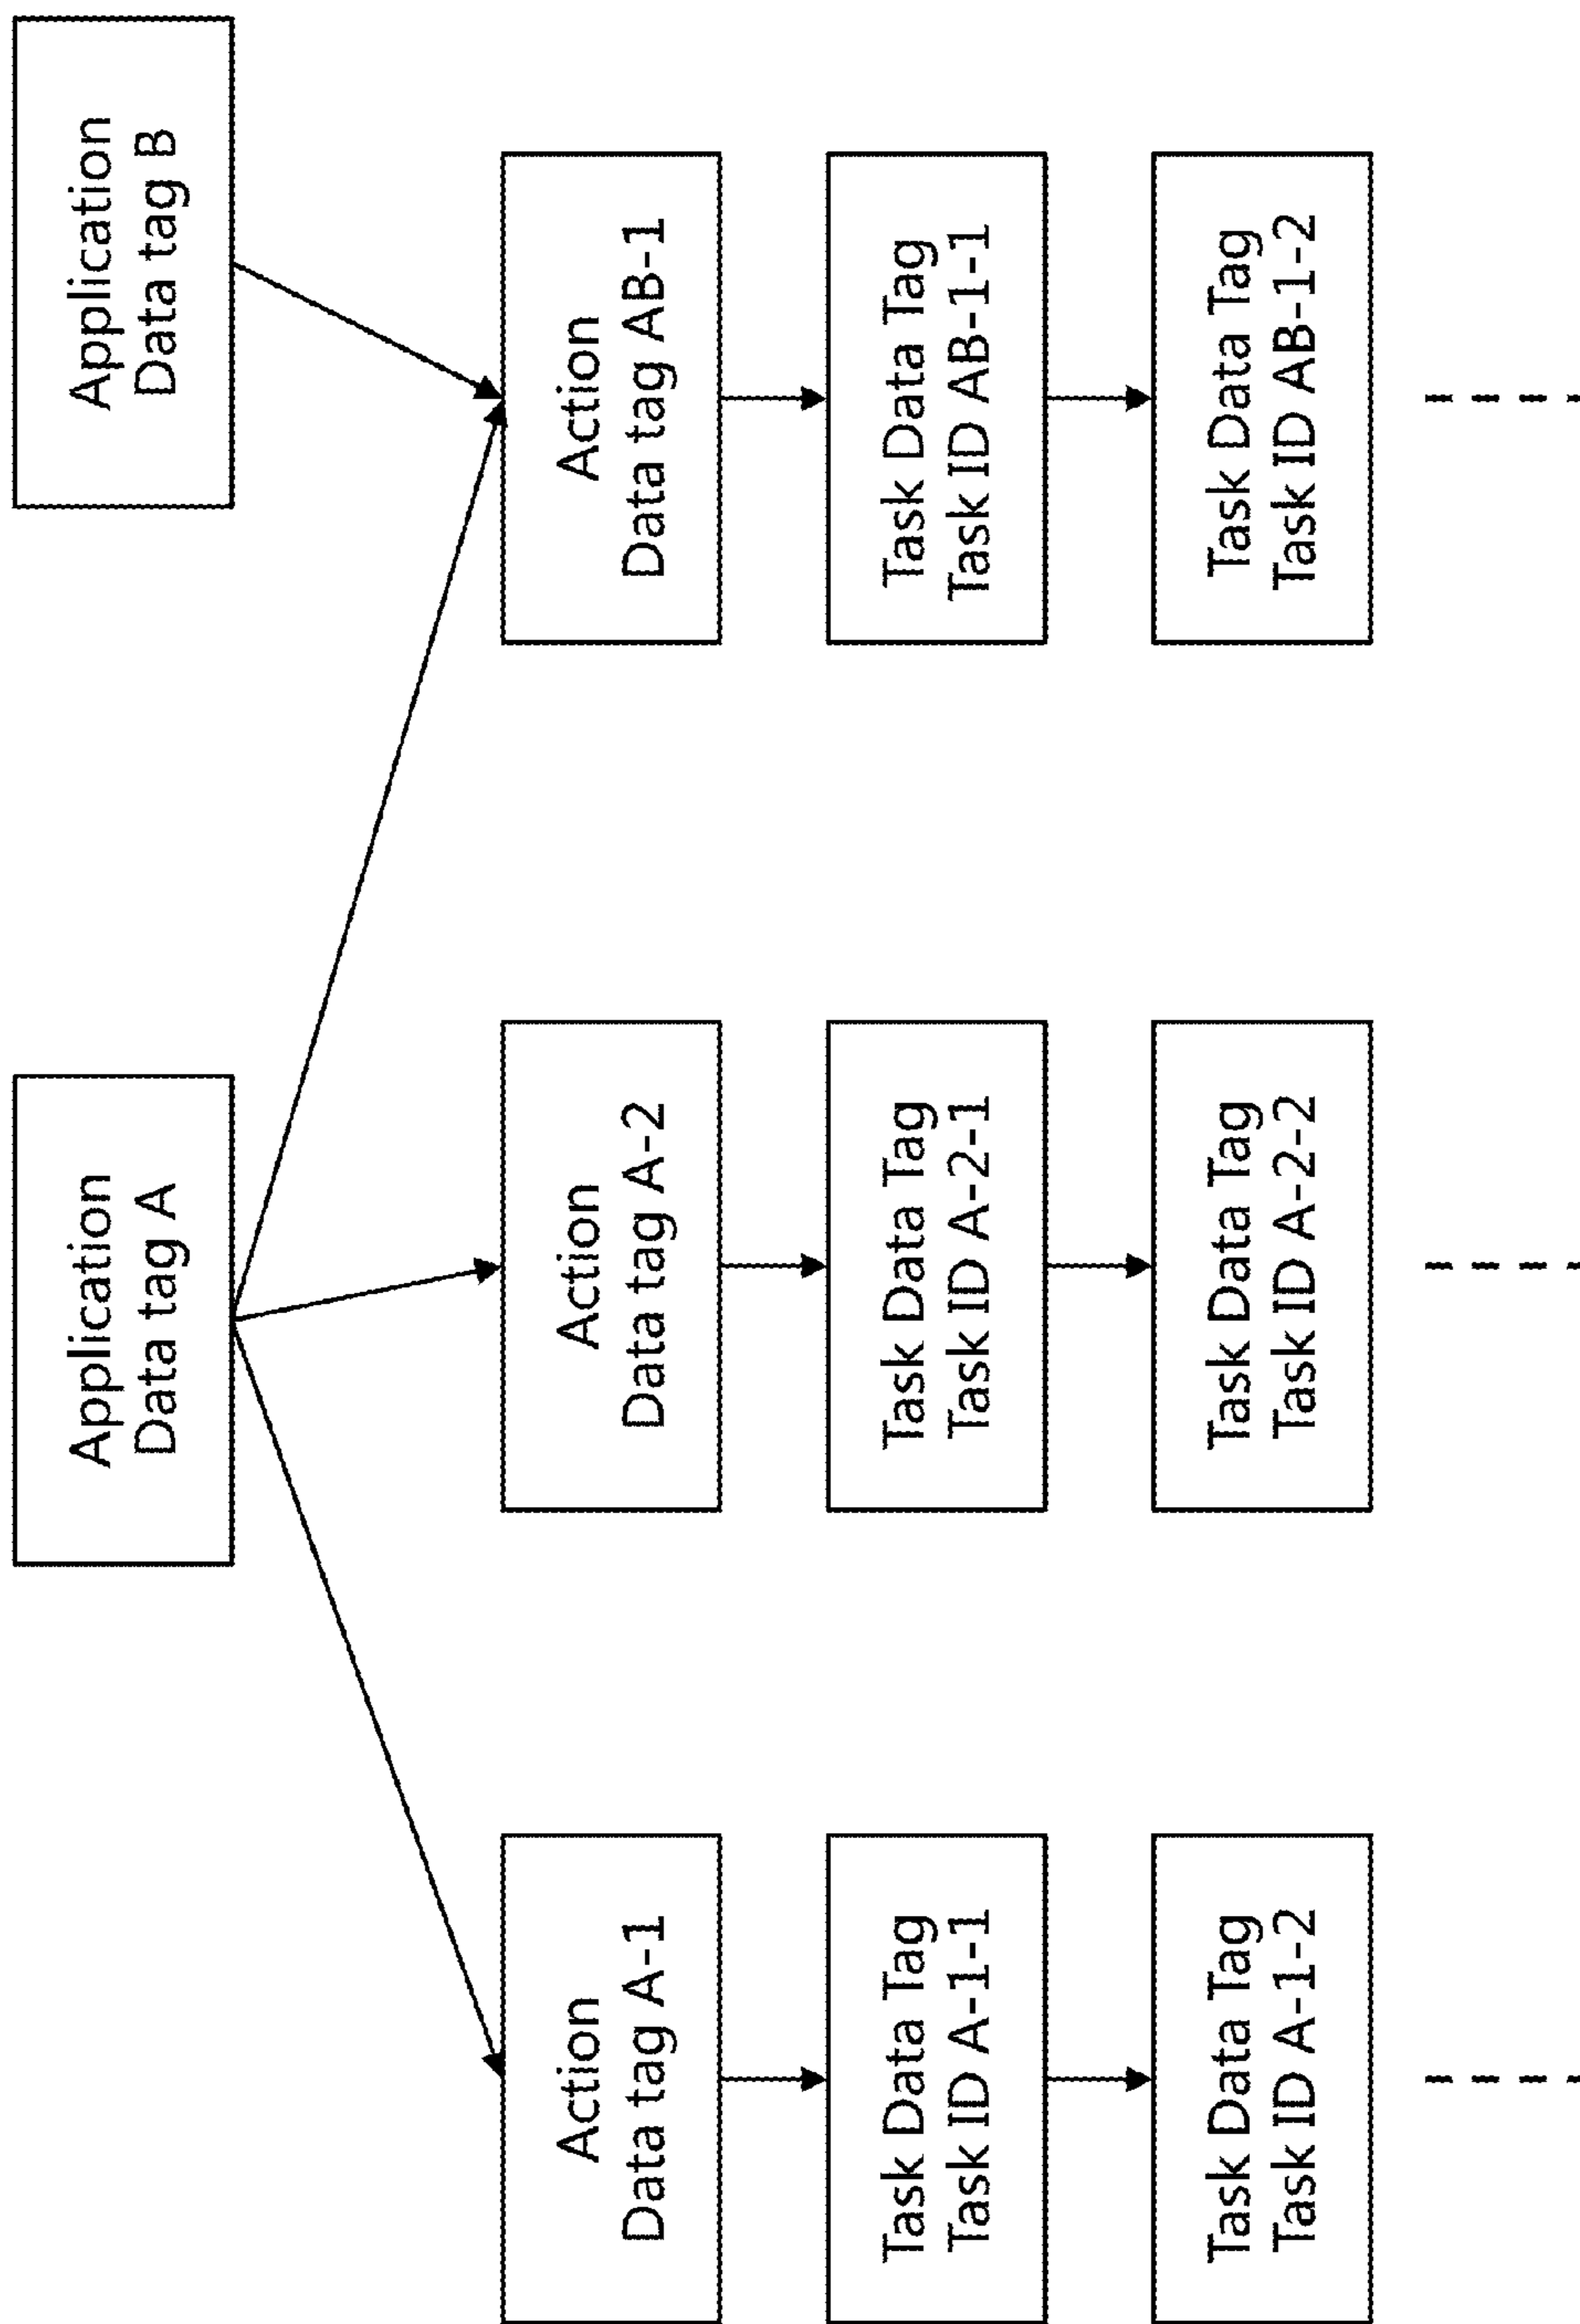 Application
Data tag A
Application
Data tag B
Action
Data tag A-1
Action
Data tag A-2
Action
Data tag AB-1
Task Data Tag
Task ID A-1-1
Task Data Tag
Task ID A-2-1
Task Data Tag
Task ID AB-1-1
Task Data Tag
Task ID A-1-2
Task Data Tag
Task ID A-2-2
Task Data Tag
Task ID AB-1-2